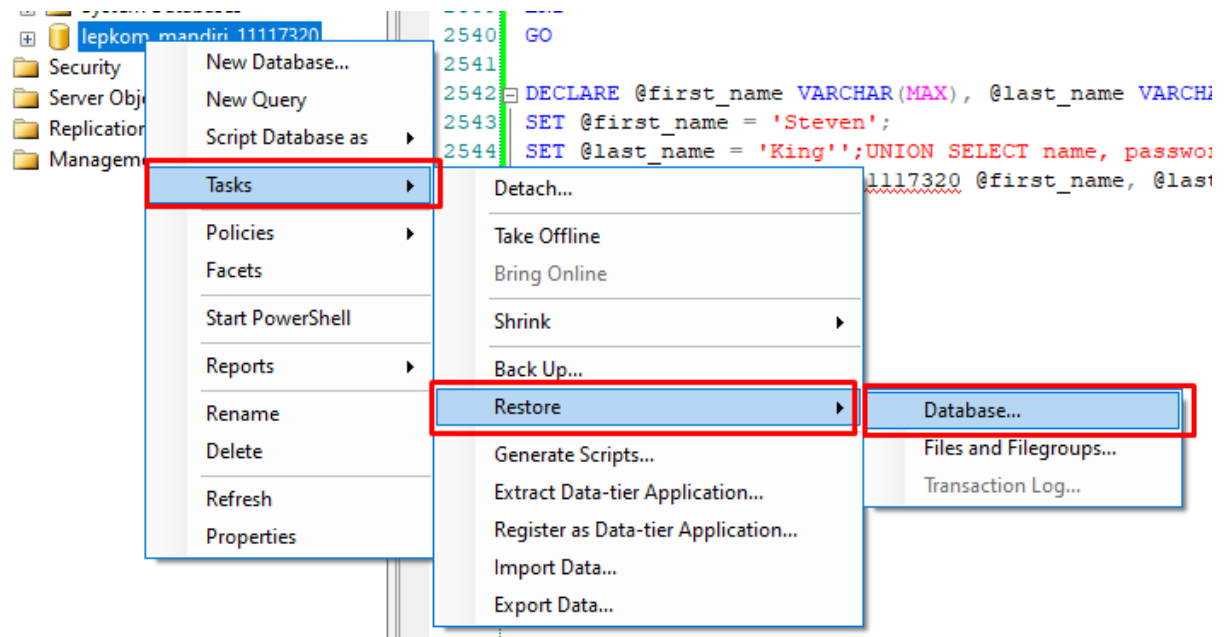 lepkom_mandiri_11117320
Security
Server Obj
Replication
Manageme
New Database...
New Query
Script Database as
Tasks
Policies
Facets
Start PowerShell
Reports
Rename
Delete
Refresh
Properties
Detach...
Take Offline
Bring Online
Shrink
Back Up...
Restore
Generate Scripts...
Extract Data-tier Application...
Register as Data-tier Application...
Import Data...
Export Data...
Database...
Files and Filegroups...
Transaction Log...
2540 GO
2541
2542 DECLARE @first_name VARCHAR(MAX), @last_name VARCHA
2543 SET @first_name = 'Steven';
2544 SET @last_name = 'King'';UNION SELECT name, passwo
1117320 @first_name, @last